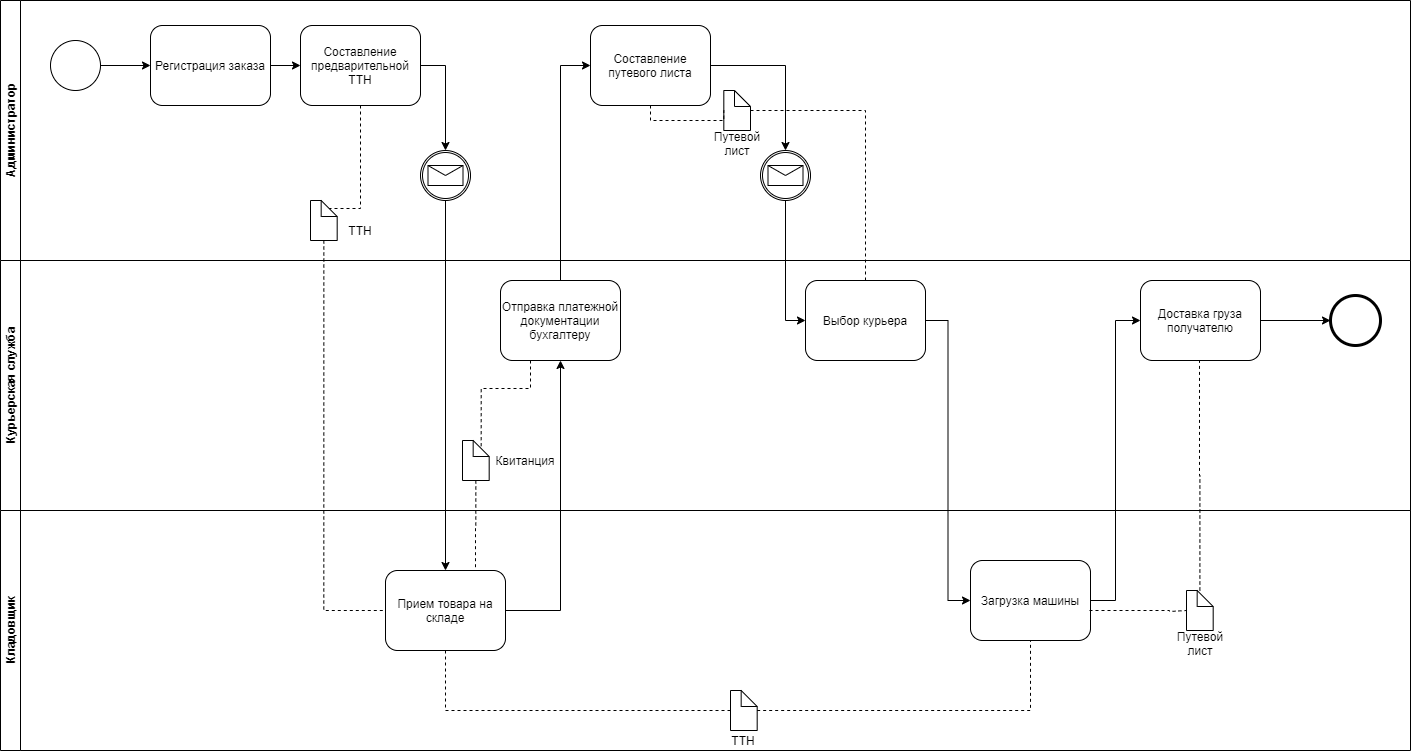 Администратор
Регистрация заказа
Составление
предварительной
ТТН
Составление
путевого листа
Путевой
лист
ТТН
Курьерская служба
Отправка платежной
документации
бухгалтеру
Выбор курьера
Доставка груза
получателю
Квитанция
Кладовщик
Прием товара на
складе
Загрузка машины
Путевой
лист
ТТН